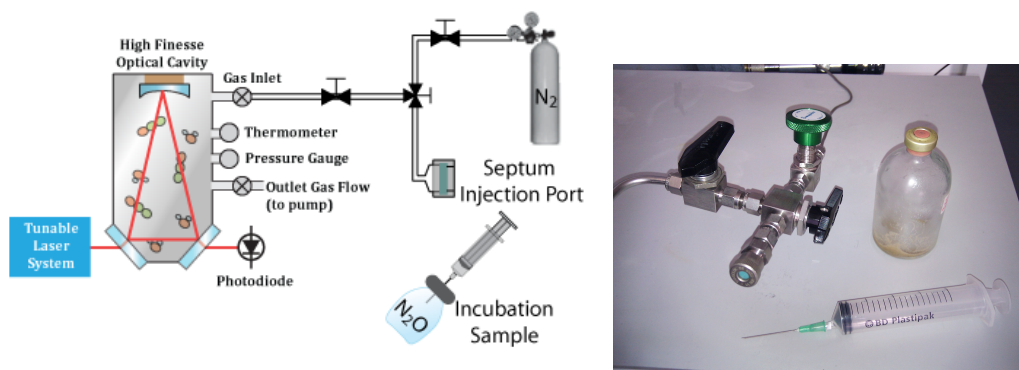 High Finesse
Optical Cavity
Gas Inlet
Thermometer
Pressure Gauge
Outlet Gas Flow
(to pump)
Tunable
Laser
System
Photodiode
N2
Septum
Injection Port
N2O
Incubation
Sample
BD Plastipak